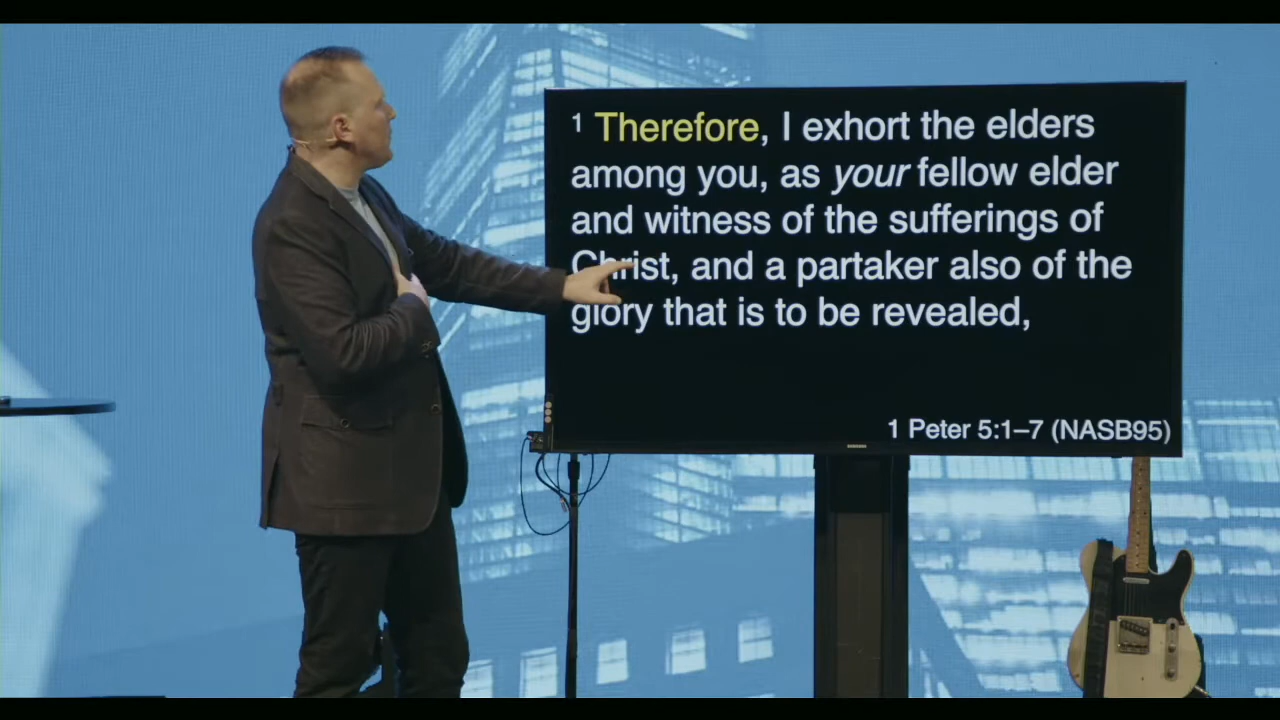 1 Therefore, I exhort the elders
among you, as your fellow elder
and witness of the sufferings of
Christ, and a partaker also of the
glory that is to be revealed,
1 Peter 5:1–7 (NASB95)